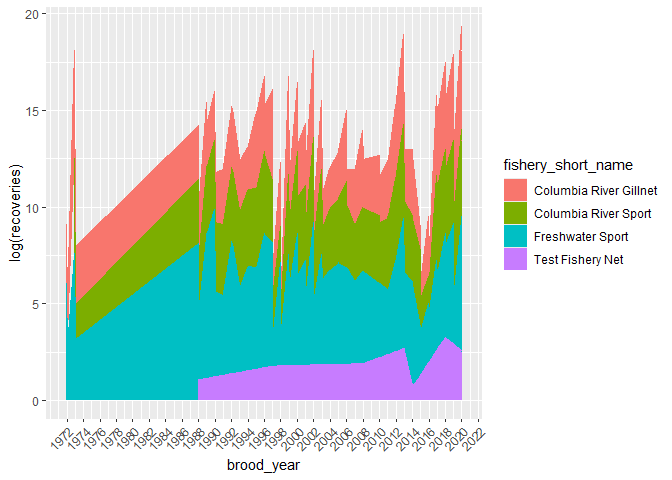 20
15
10
5
0
log(recoveries)
1972 1974 1976 1978 1980 1982 1984 1986 1988 1990 1992 1994 1996 1998 2000 2002 2004 2006 2008 2010 2012 2014 2016 2018 2020 2022
brood_year
fishery_short_name
Columbia River Gillnet
Columbia River Sport
Freshwater Sport
Test Fishery Net